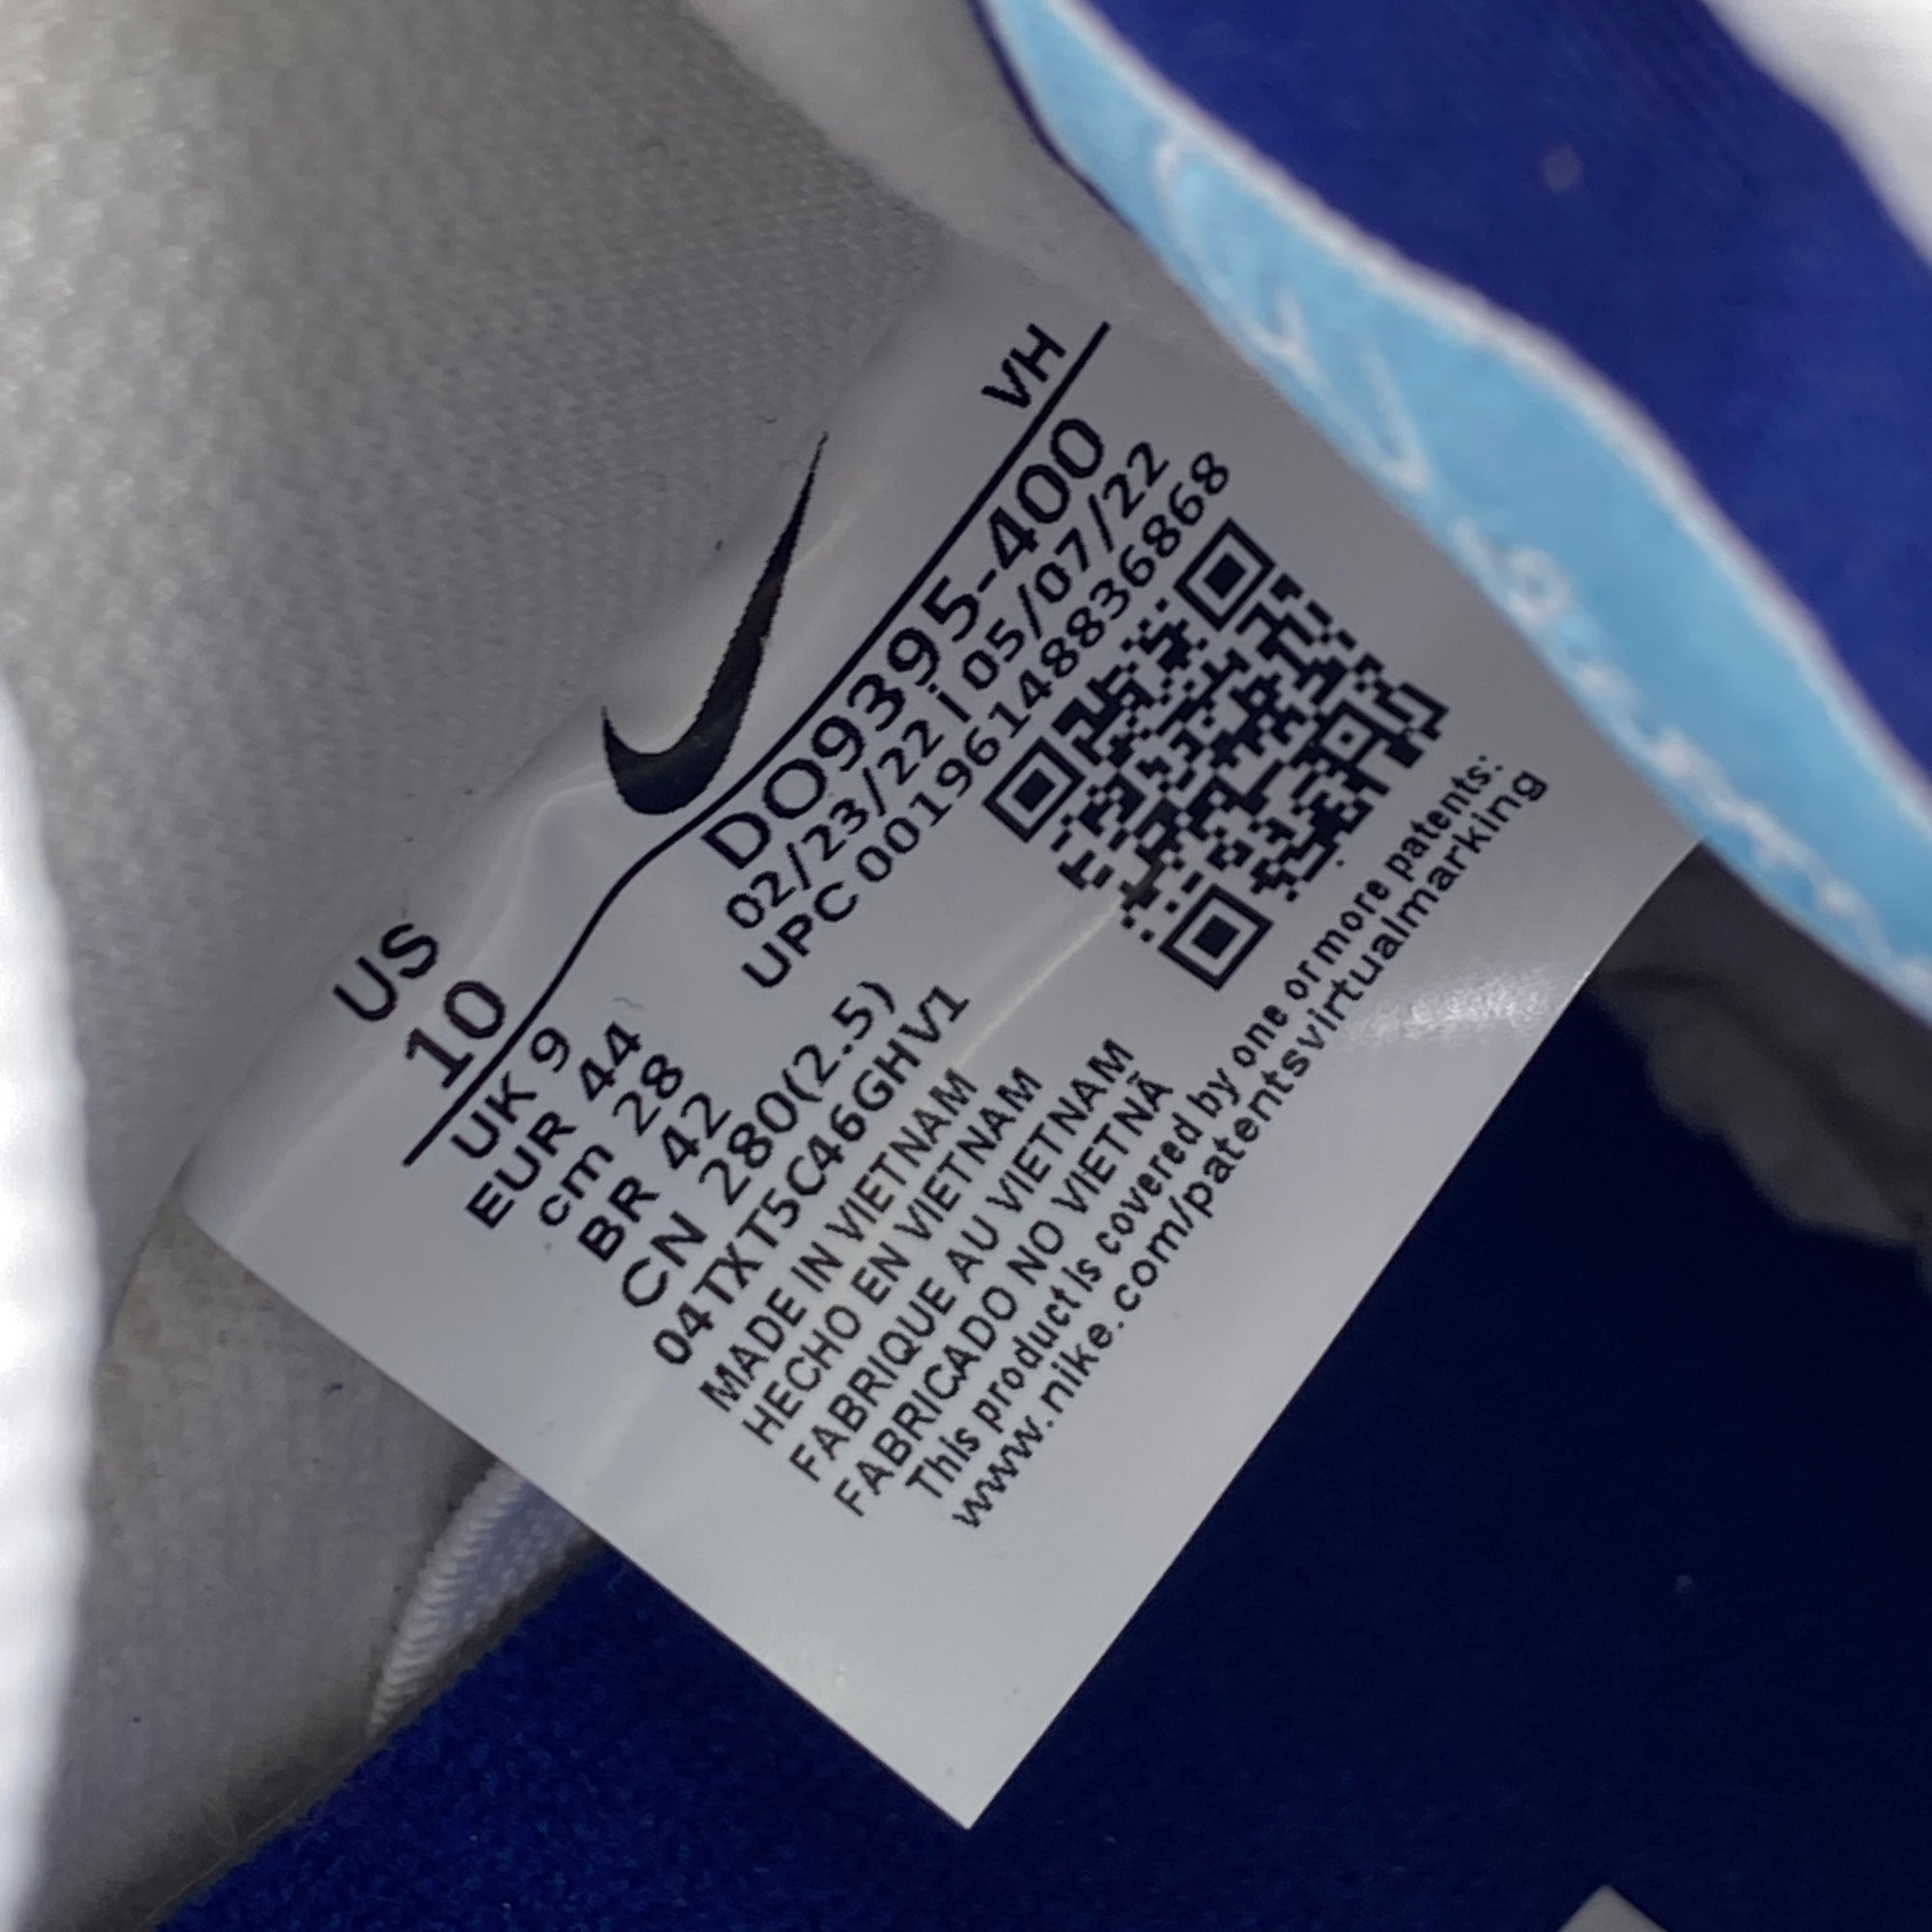 US
10
VH
UK 9
EUR 44
cm 28
BR 42
CN 280(2.5)
DO9395-400
02/23/22 i 05/07/22
UPC 00196148836868
04TXT5C46GHV1
MADE IN VIETNAM
HECHO EN VIETNAM
FABRIQUE AU VIETNAM
FABRICADO NO VIETNÃ
This product is covered by one or more patents:
www.nike.com/patentsvirtualmarking